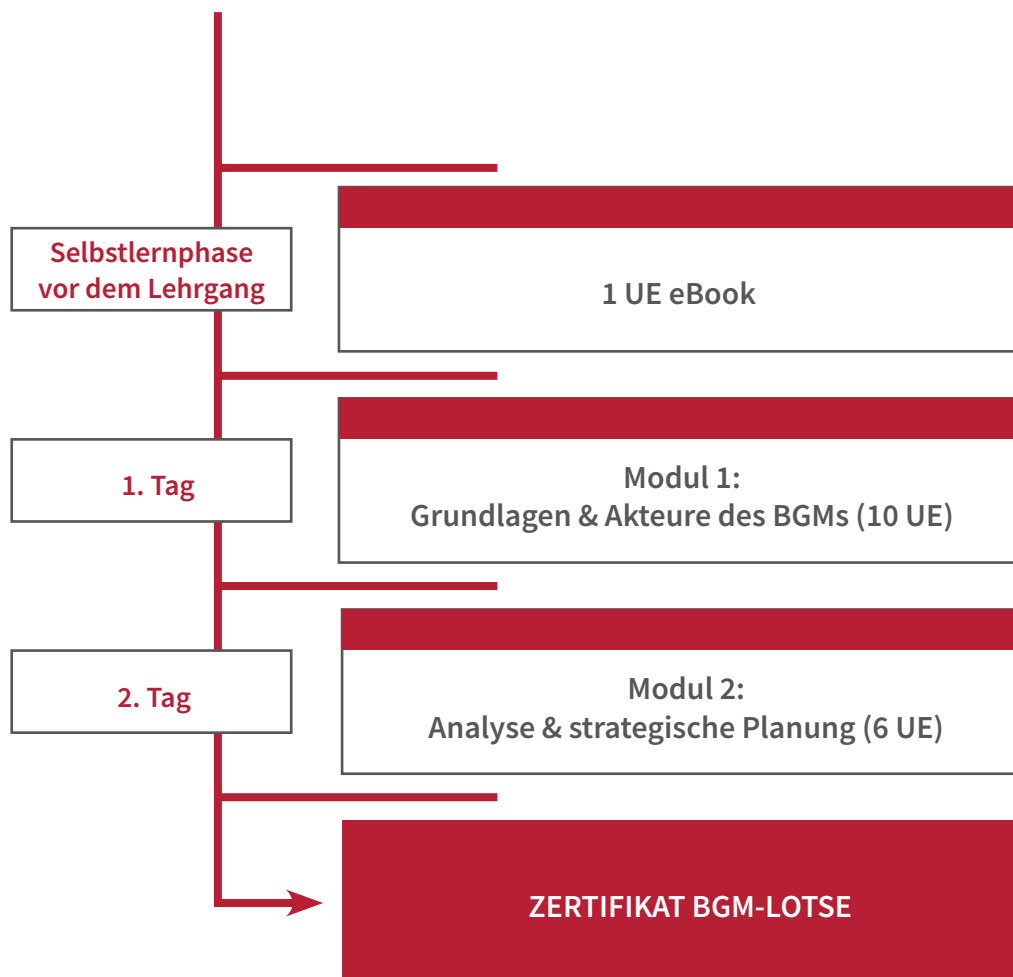 Selbstlernphase
vor dem Lehrgang
1 UE eBook
1. Tag
Modul 1:
Grundlagen & Akteure des BGMs (10 UE)
2. Tag
Modul 2:
Analyse & strategische Planung (6 UE)
ZERTIFIKAT BGM-LOTSE